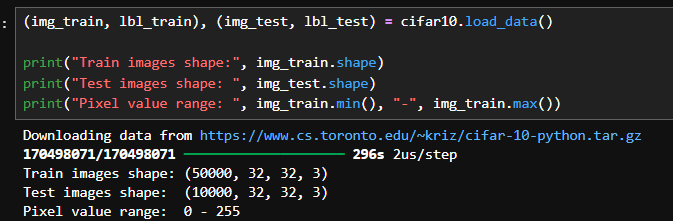 :
(img_train, lbl_train), (img_test, lbl_test) = cifar10.load_data()
print("Train images shape:", img_train.shape)
print("Test images shape: ", img_test.shape)
print("Pixel value range: ", img_train.min(), "-", img_train.max())
Downloading data from https://www.cs.toronto.edu/~kriz/cifar-10-python.tar.gz
170498071/170498071 ━━━━━━━━━━━━━━━━━━━━ 296s 2us/step
Train images shape: (50000, 32, 32, 3)
Test images shape:  (10000, 32, 32, 3)
Pixel value range:  0 - 255